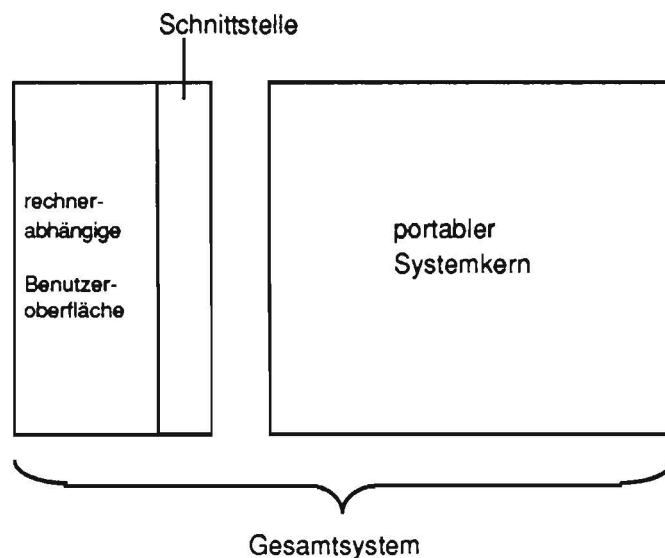 Schnittstelle
rechner-
abhängige
Benutzer-
oberfläche
portabler
Systemkern
Gesamtsystem